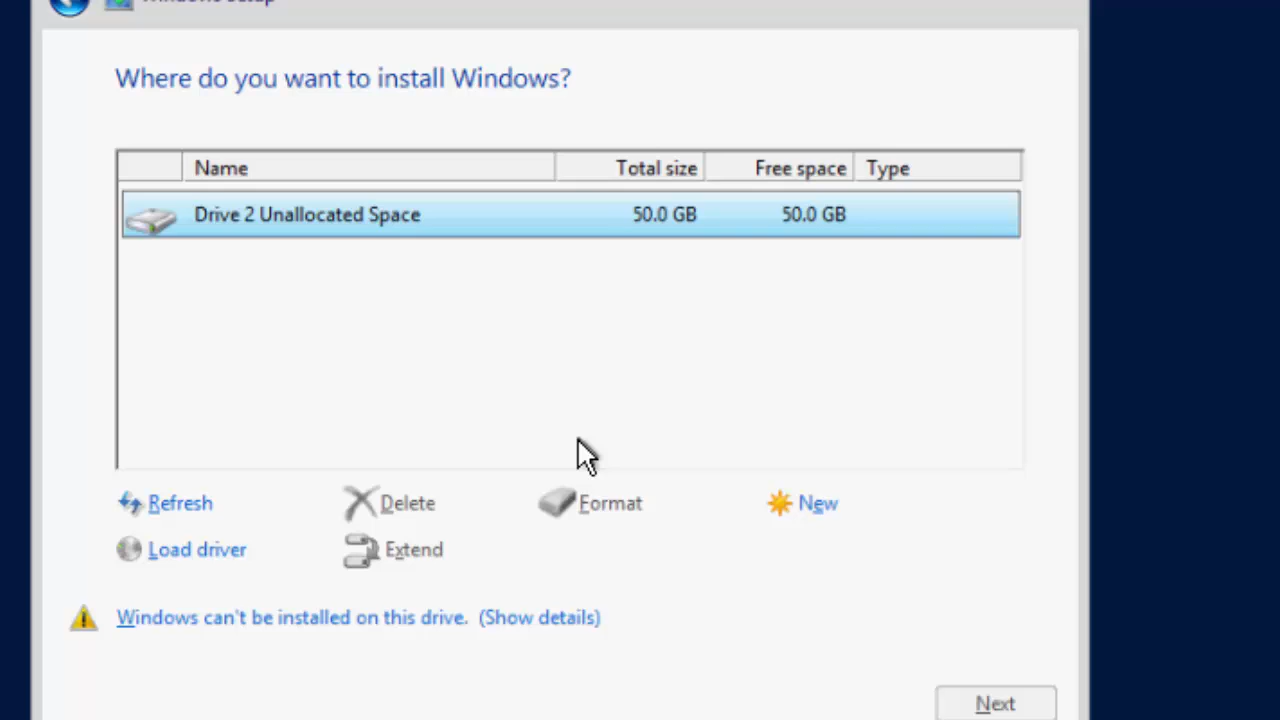 Windows Setup
Where do you want to install Windows?
Name Total size Free space Type
Drive 2 Unallocated Space 50.0 GB 50.0 GB
Refresh Delete Format New
Load driver Extend
Windows can't be installed on this drive. (Show details)
Next